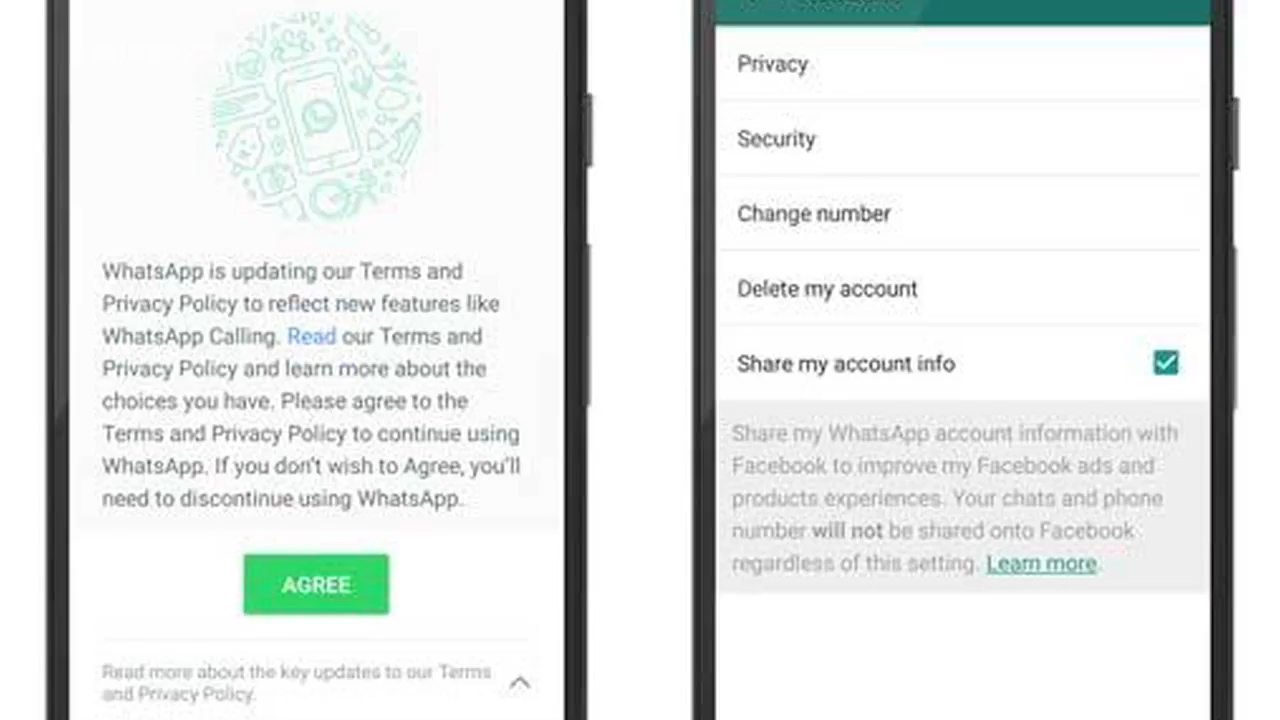 WhatsApp is updating our Terms and
Privacy Policy to reflect new features like
WhatsApp Calling. Read our Terms and
Privacy Policy and learn more about the
choices you have. Please agree to the
Terms and Privacy Policy to continue using
WhatsApp. If you don't wish to Agree, you'll
need to discontinue using WhatsApp.
AGREE
Read more about the key updates to our Terms
and Privacy Policy.
Privacy
Security
Change number
Delete my account
Share my account info
Share my WhatsApp account information with
Facebook to improve my Facebook ads and
products experiences. Your chats and phone
number will not be shared onto Facebook
regardless of this setting. Learn more